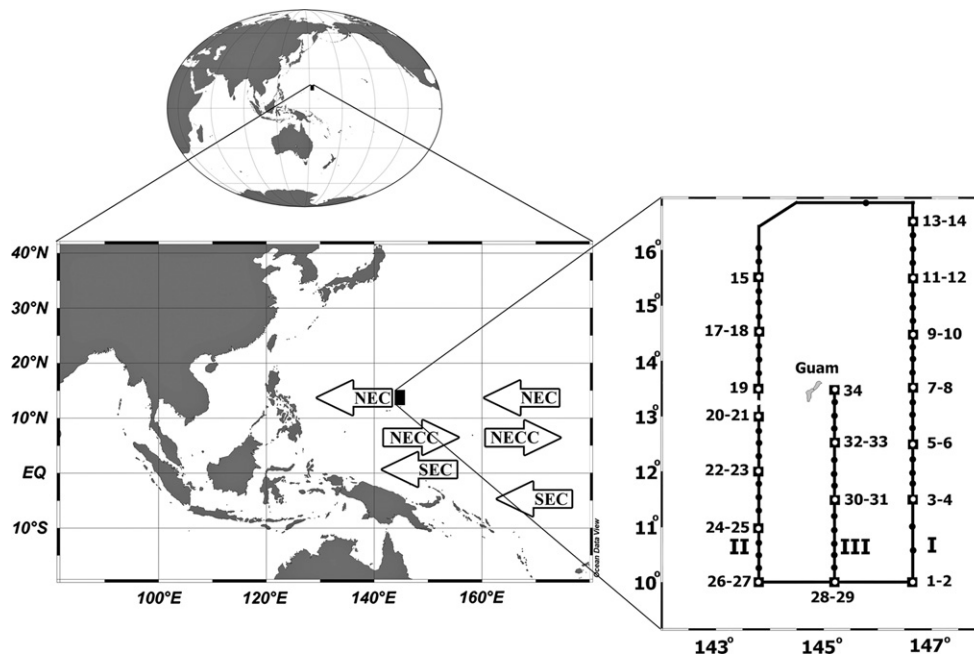 40°N
30°N
20°N
10°N
EQ
10°S
100°E
120°E
140°E
160°E
NEC
NEC
NECC
NECC
SEC
SEC
Ocean Data View
16°
15°
14°
13°
12°
11°
10°
143°
145°
147°
13-14
11-12
9-10
7-8
5-6
3-4
1-2
I
15
17-18
19
20-21
22-23
24-25
26-27
II
Guam
34
32-33
30-31
III
28-29